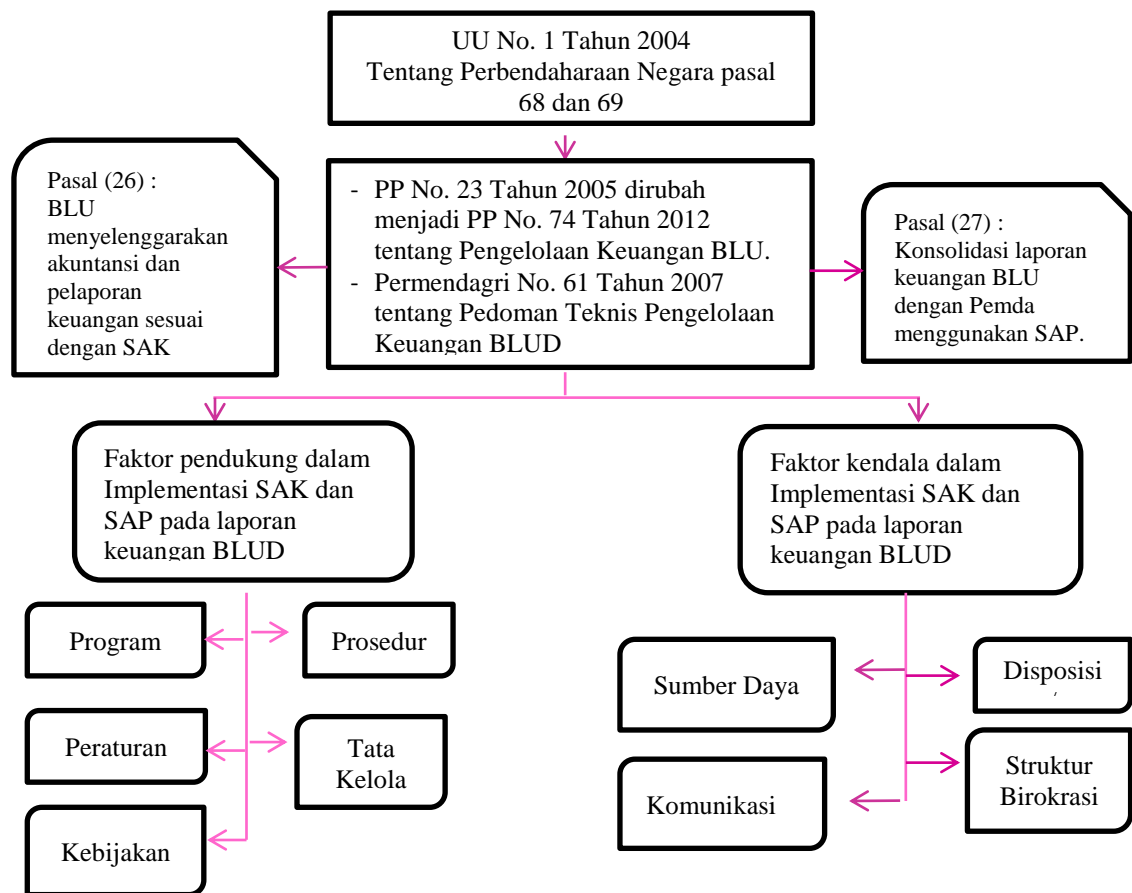 UU No. 1 Tahun 2004
Tentang Perbendaharaan Negara pasal
68 dan 69
Pasal (26) :
BLU
menyelenggarakan
akuntansi dan
pelaporan
keuangan sesuai
dengan SAK
- PP No. 23 Tahun 2005 dirubah
menjadi PP No. 74 Tahun 2012
tentang Pengelolaan Keuangan BLU.
- Permendagri No. 61 Tahun 2007
tentang Pedoman Teknis Pengelolaan
Keuangan BLUD
Pasal (27) :
Konsolidasi laporan
keuangan BLU
dengan Pemda
menggunakan SAP.
Faktor pendukung dalam
Implementasi SAK dan
SAP pada laporan
keuangan BLUD
Faktor kendala dalam
Implementasi SAK dan
SAP pada laporan
keuangan BLUD
Program
Prosedur
Peraturan
Tata
Kelola
Kebijakan
Sumber Daya
Disposisi
Komunikasi
Struktur
Birokrasi